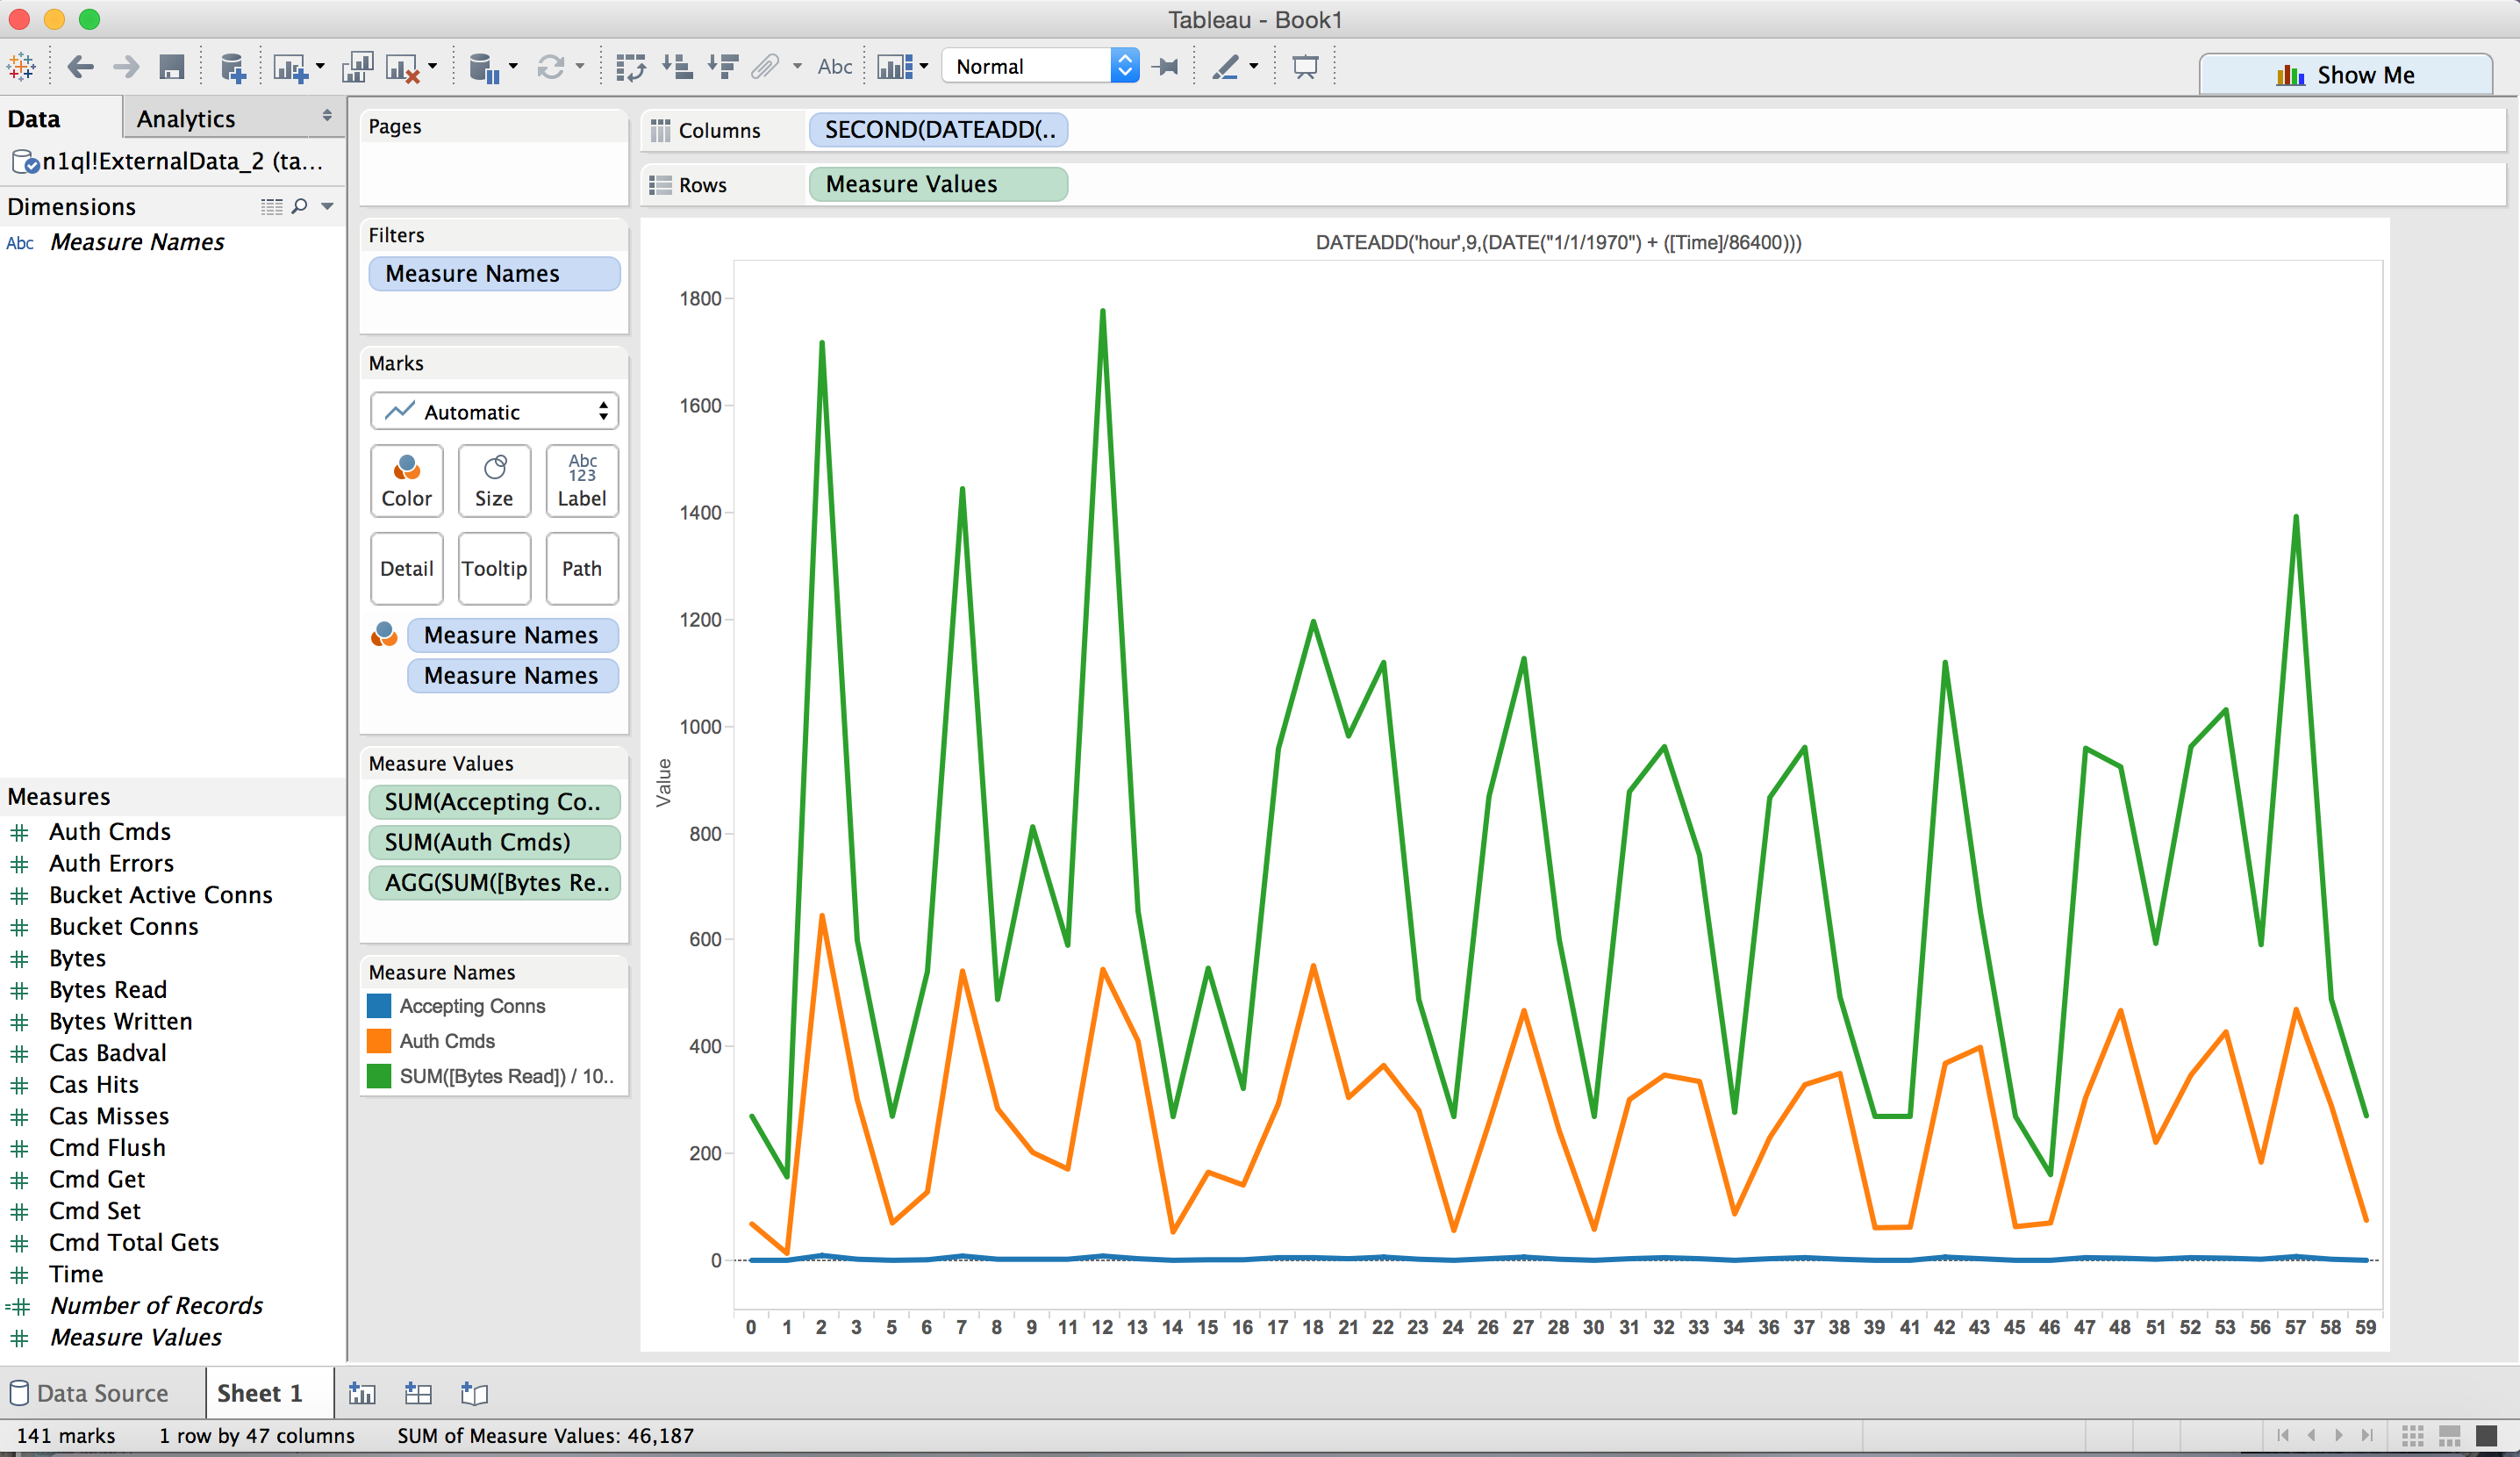 Tableau - Book1
Abc
Normal
Show Me
Data
Analytics
n1ql!ExternalData_2 (ta...
Dimensions
Abc Measure Names
Measures
Auth Cmds
Auth Errors
Bucket Active Conns
Bucket Conns
Bytes
Bytes Read
Bytes Written
Cas Badval
Cas Hits
Cas Misses
Cmd Flush
Cmd Get
Cmd Set
Cmd Total Gets
Time
Number of Records
Measure Values
Pages
Filters
Measure Names
Marks
Automatic
Color
Size
Abc
123
Label
Detail
Tooltip
Path
Measure Names
Measure Names
Measure Values
SUM(Accepting Co..
SUM(Auth Cmds)
AGG(SUM([Bytes Re..
Measure Names
Accepting Conns
Auth Cmds
SUM([Bytes Read]) / 10..
Columns
SECOND(DATEADD(..
Rows
Measure Values
DATEADD('hour',9,(DATE("1/1/1970") + ([Time]/86400)))
Value
1800
1600
1400
1200
1000
800
600
400
200
0
0 1 2 3 5 6 7 8 9 11 12 13 14 15 16 17 18 21 22 23 24 26 27 28 30 31 32 33 34 36 37 38 39 41 42 43 45 46 47 48 51 52 53 56 57 58 59
Data Source
Sheet 1
141 marks
1 row by 47 columns
SUM of Measure Values: 46,187